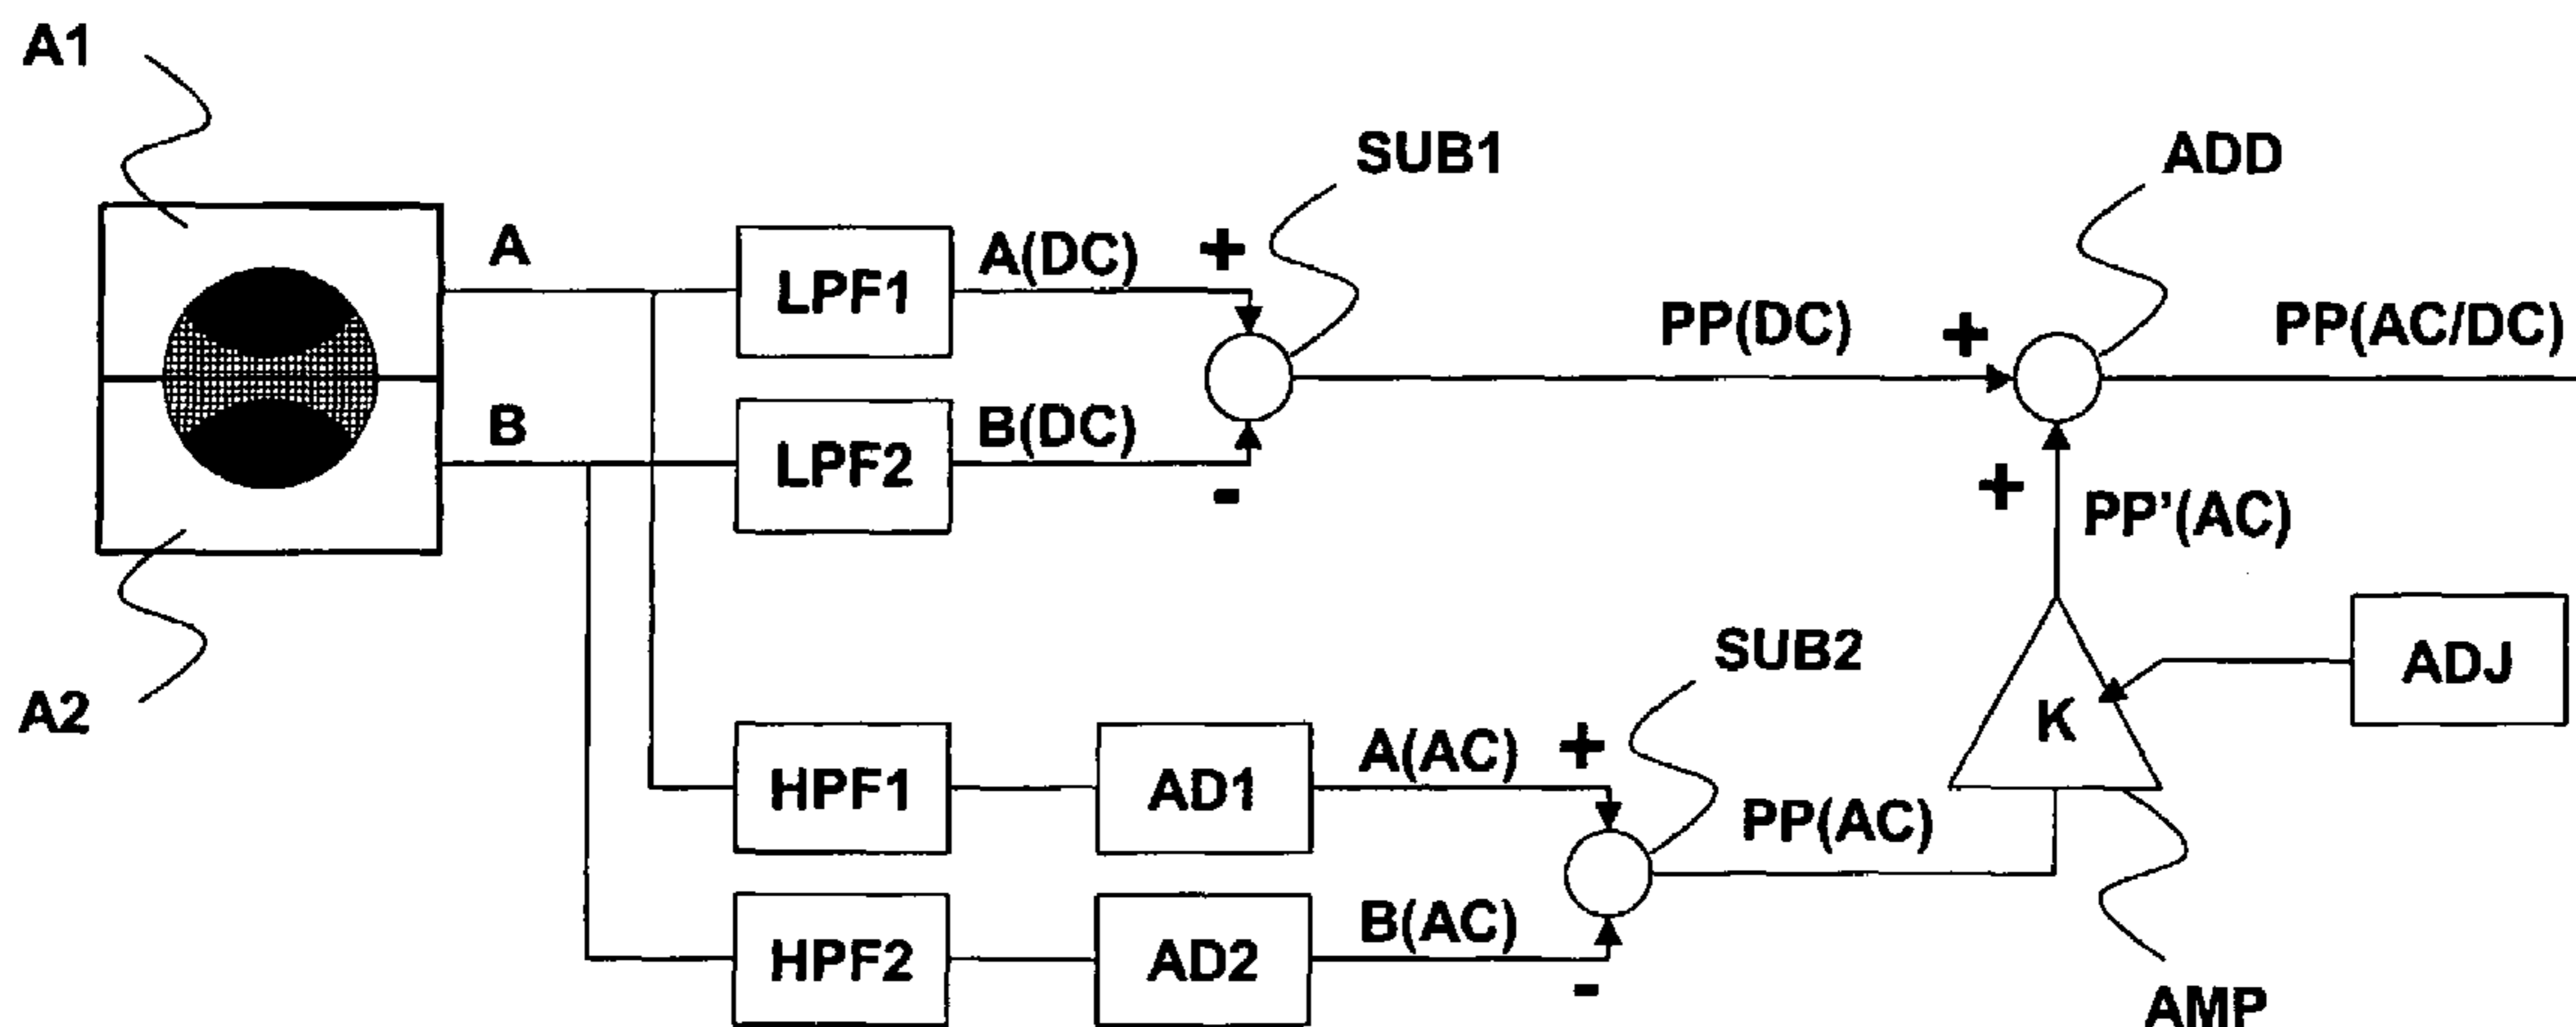 A1
SUB1
ADD
A
LPF1
A(DC)
+
PP(DC)
+
PP(AC/DC)
B
LPF2
B(DC)
-
+
PP'(AC)
A2
SUB2
ADJ
K
HPF1
AD1
A(AC)
+
PP(AC)
HPF2
AD2
B(AC)
-
AMP